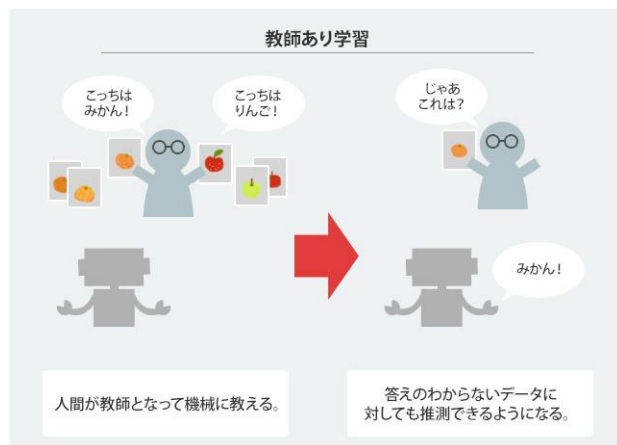 教師あり学習
こっちは
みかん！
こっちは
りんご！
じゃあ
これは？
みかん！
人間が教師となって機械に教える。
答えのわからないデータに
対しても推測できるようになる。